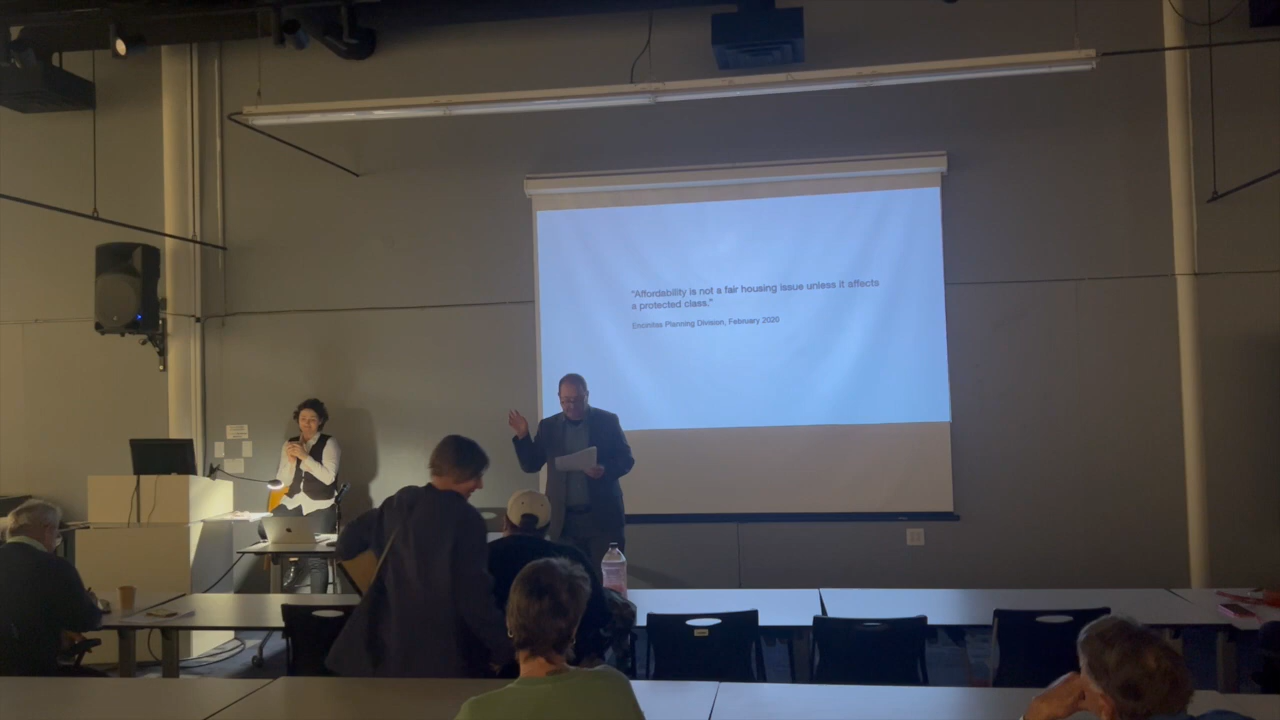 "Affordability is not a fair housing issue unless it affects
a protected class."
Encinitas Planning Division, February 2020